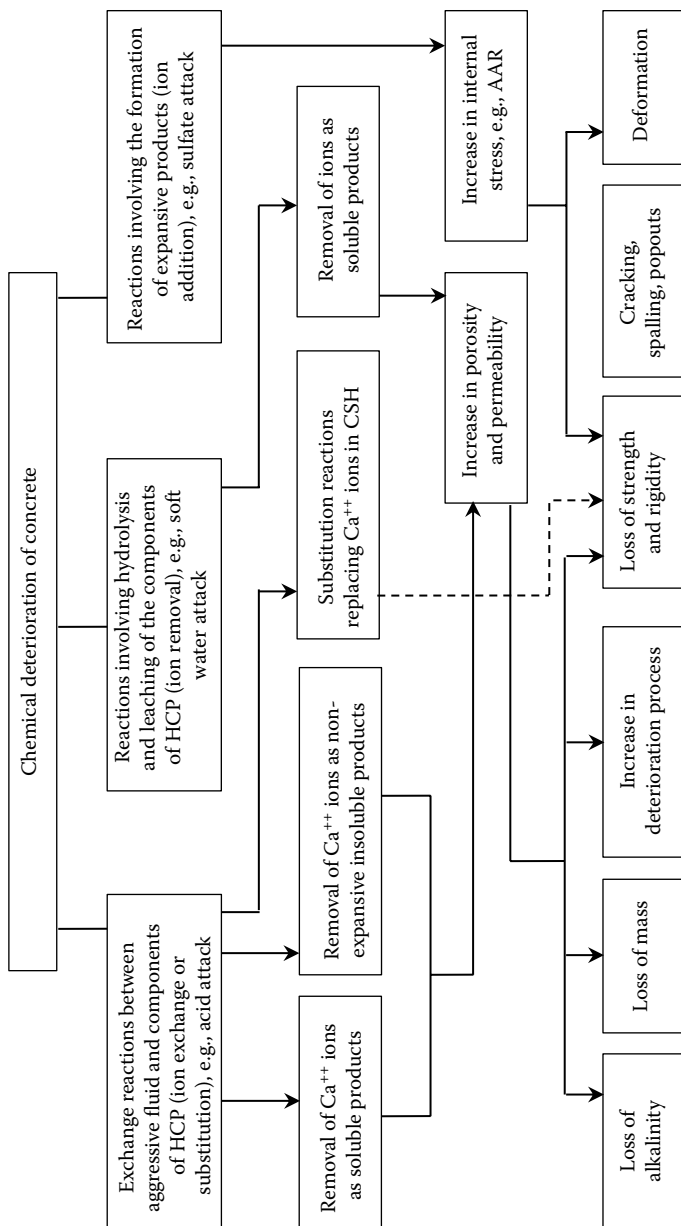 Chemical deterioration of concrete
Exchange reactions between
aggressive fluid and components
of HCP (ion exchange or
substitution), e.g., acid attack
Reactions involving hydrolysis
and leaching of the components
of HCP (ion removal), e.g., soft
water attack
Reactions involving the formation
of expansive products (ion
addition), e.g., sulfate attack
Removal of Ca⁺⁺ ions
as soluble products
Removal of Ca⁺⁺ ions as non-
expansive insoluble products
Substitution reactions
replacing Ca⁺⁺ ions in CSH
Removal of ions as
soluble products
Increase in porosity
and permeability
Increase in internal
stress, e.g., AAR
Loss of
alkalinity
Loss of mass
Increase in
deterioration process
Loss of strength
and rigidity
Cracking,
spalling, popouts
Deformation